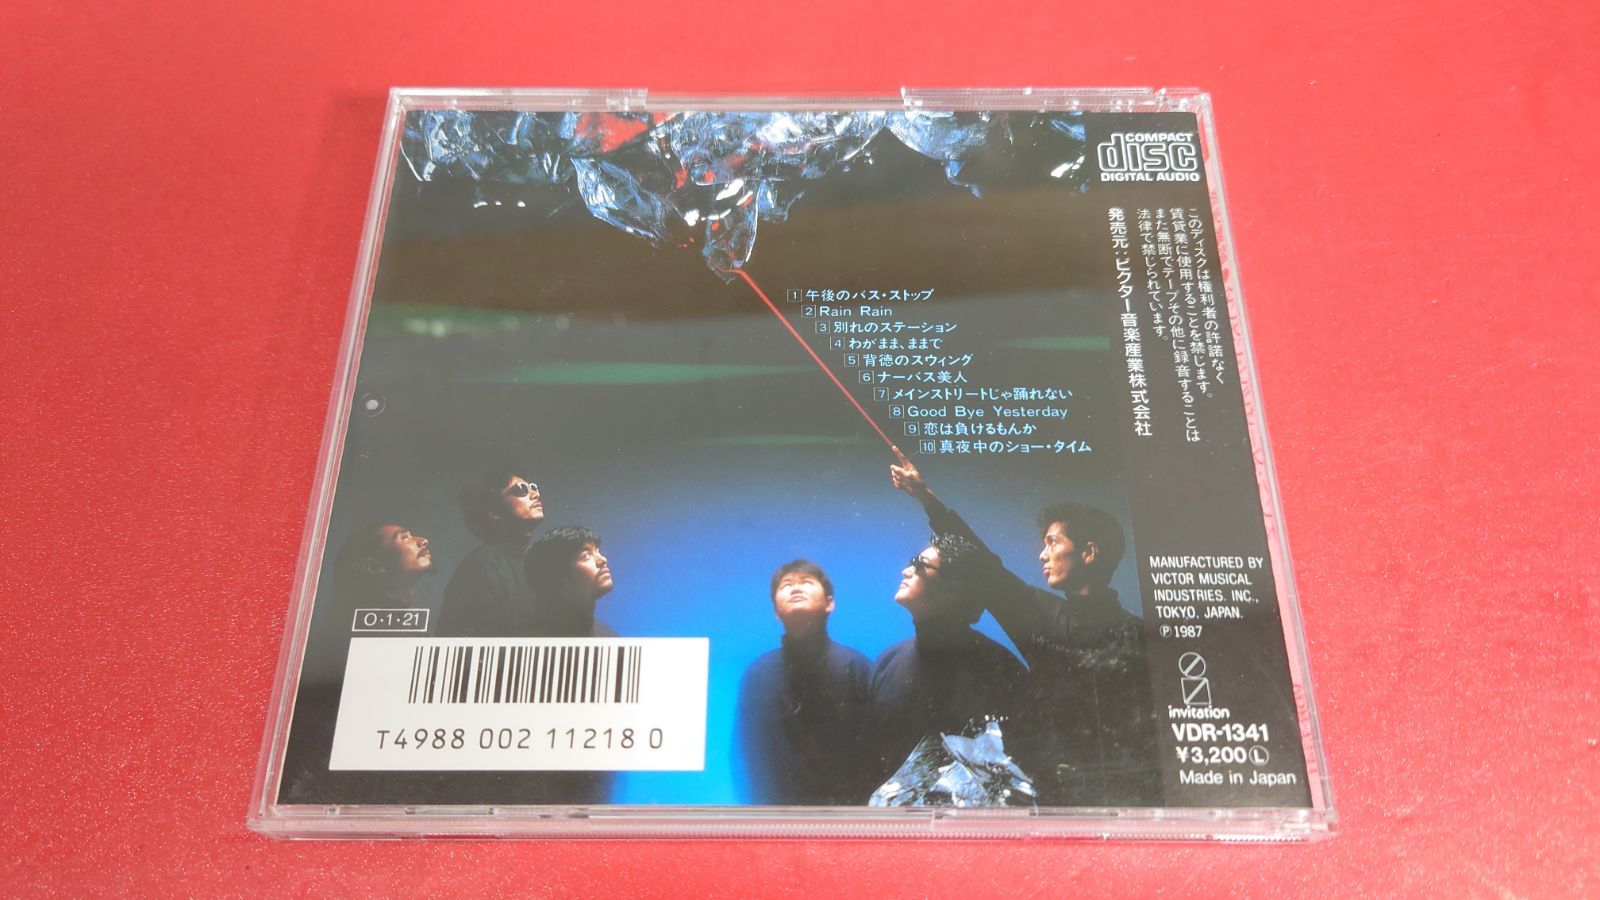 COMPACT
disc
DIGITAL AUDIO
1 午後のバス・ストップ
2 Rain Rain
3 別れのステーション
4 わがまま、ままで
5 背徳のスウィング
6 ナーバス美人
7 メインストリートじゃ踊れない
8 Good Bye Yesterday
9 恋は負けるもんか
10 真夜中のショー・タイム
このディスクは権利者の許諾なく
賃貸業に使用することを禁じます。
また無断でテープその他に録音することは
法律で禁じられています。
発売元:ビクター音楽産業株式会社
MANUFACTURED BY
VICTOR MUSICAL
INDUSTRIES. INC.,
TOKYO, JAPAN.
Ⓟ1987
invitation
VDR-1341
¥3,200Ⓛ
Made in Japan
O・1・21
T4988 002 11218 0